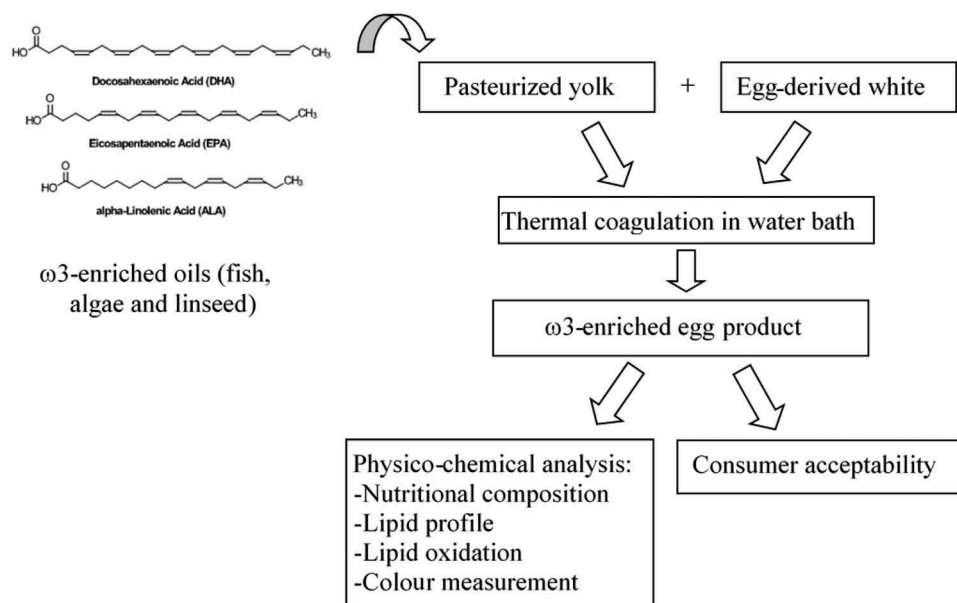 O
HO
CH3
Docosahexaenoic Acid (DHA)
O
HO
CH3
Eicosapentaenoic Acid (EPA)
O
HO
CH3
alpha-Linolenic Acid (ALA)
ω3-enriched oils (fish,
algae and linseed)
Pasteurized yolk
+
Egg-derived white
Thermal coagulation in water bath
ω3-enriched egg product
Physico-chemical analysis:
-Nutritional composition
-Lipid profile
-Lipid oxidation
-Colour measurement
Consumer acceptability